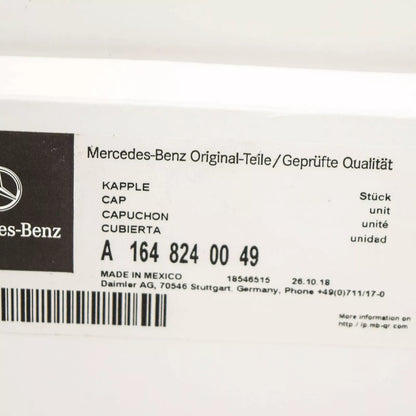 Mercedes-Benz Original-Teile/Geprüfte Qualität
KAPPLE
CAP
CAPUCHON
CUBIERTA
Stück
unit
unité
unidad
des-Benz
A 164 824 00 49
MADE IN MEXICO 18546515 26.10.18
Daimler AG, 70546 Stuttgart. Germany, Phone +49(0)711/17-0
More information on
http://ip.mb-qr.com